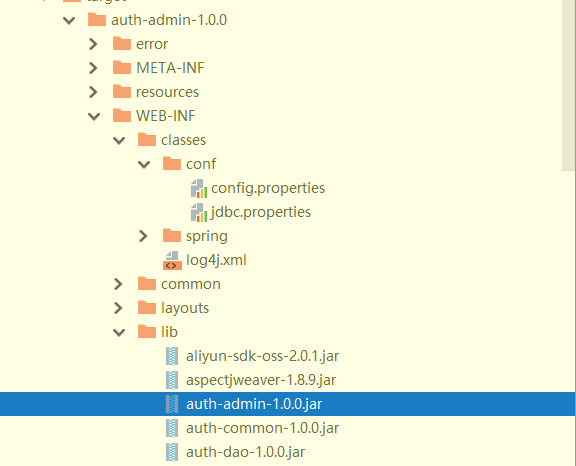 target
auth-admin-1.0.0
error
META-INF
resources
WEB-INF
classes
conf
config.properties
jdbc.properties
spring
log4j.xml
common
layouts
lib
aliyun-sdk-oss-2.0.1.jar
aspectjweaver-1.8.9.jar
auth-admin-1.0.0.jar
auth-common-1.0.0.jar
auth-dao-1.0.0.jar